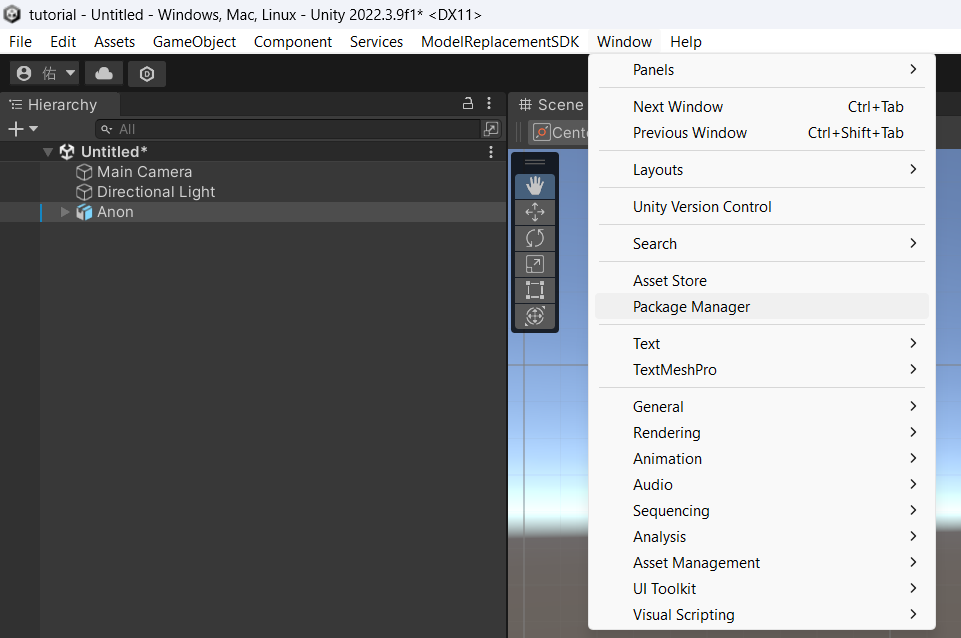 tutorial - Untitled - Windows, Mac, Linux - Unity 2022.3.9f1* <DX11>
File Edit Assets GameObject Component Services ModelReplacementSDK Window Help
佑
Hierarchy
All
Untitled*
Main Camera
Directional Light
Anon
Scene
Cente
Panels
Next Window Ctrl+Tab
Previous Window Ctrl+Shift+Tab
Layouts
Unity Version Control
Search
Asset Store
Package Manager
Text
TextMeshPro
General
Rendering
Animation
Audio
Sequencing
Analysis
Asset Management
UI Toolkit
Visual Scripting